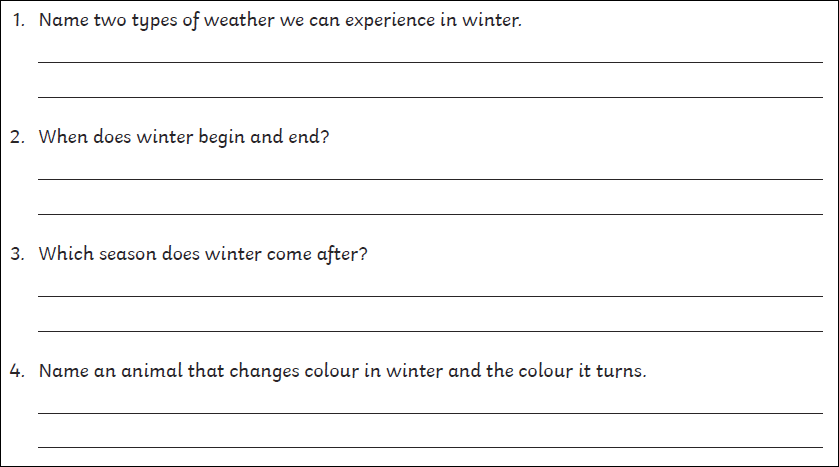 1. Name two types of weather we can experience in winter.
2. When does winter begin and end?
3. Which season does winter come after?
4. Name an animal that changes colour in winter and the colour it turns.